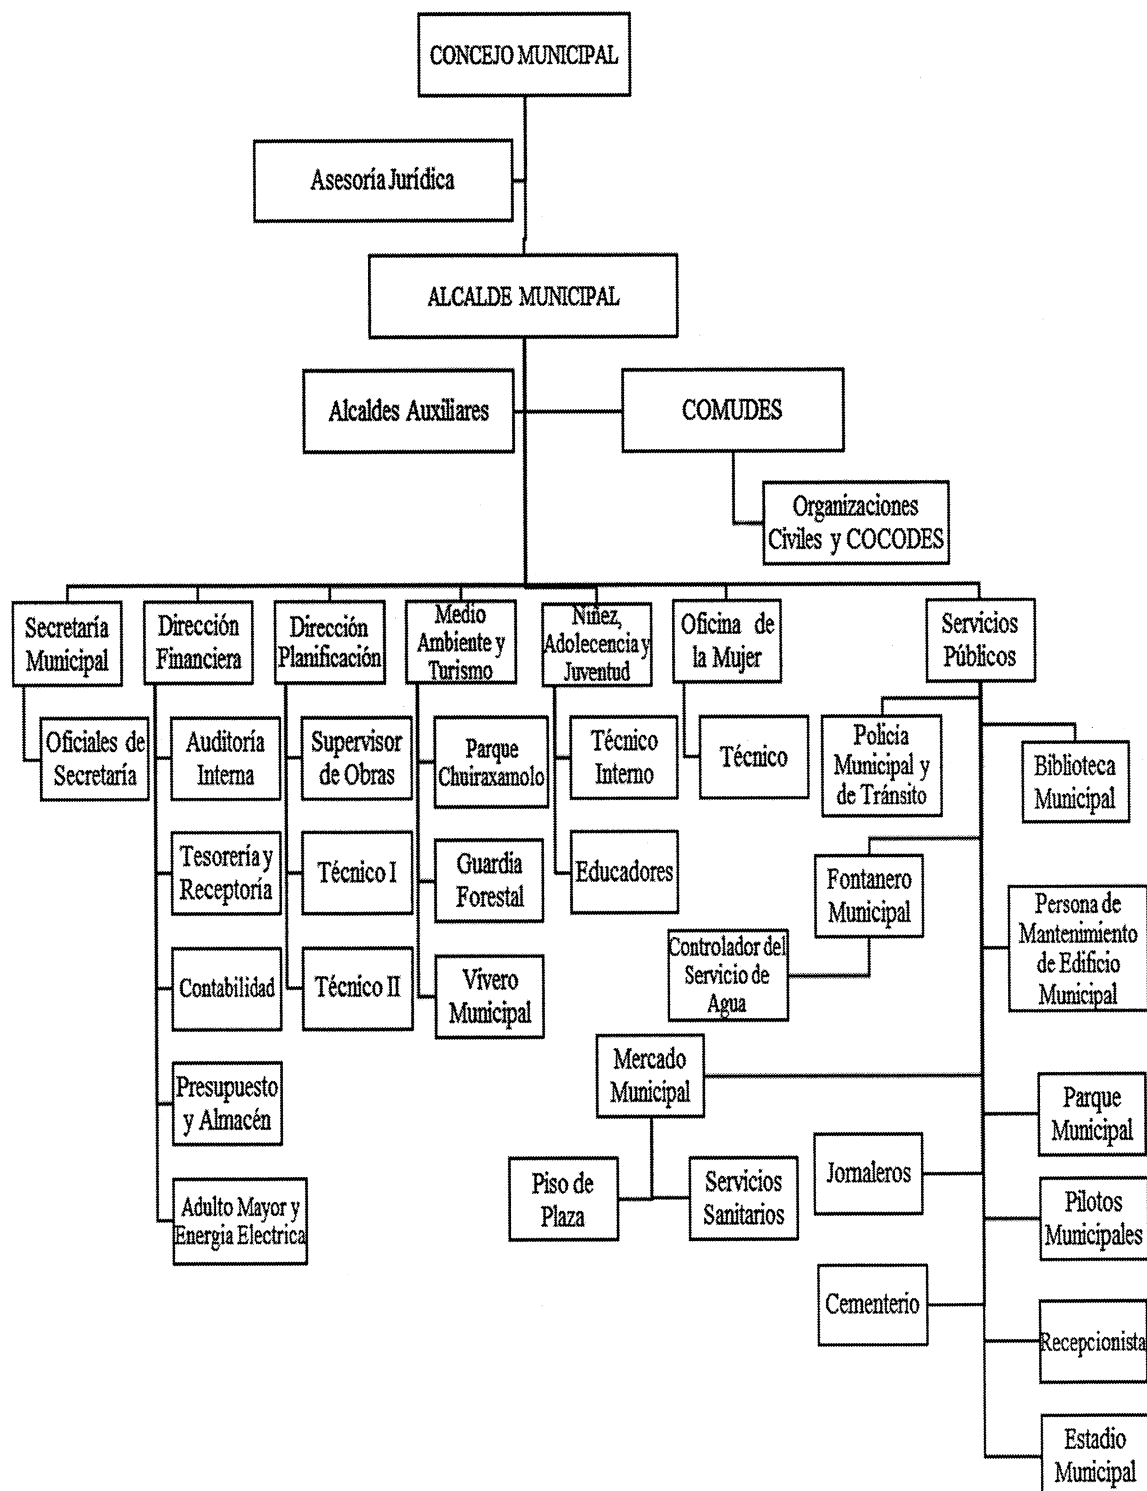 CONCEJO MUNICIPAL
Asesoría Jurídica
ALCALDE MUNICIPAL
Alcaldes Auxiliares
COMUDES
Organizaciones
Civiles y COCODES
Secretaría
Municipal
Dirección
Financiera
Dirección
Planificación
Medio
Ambiente y
Turismo
Niñez,
Adolecencia y
Juventud
Oficina de
la Mujer
Servicios
Públicos
Oficiales de
Secretaría
Auditoría
Interna
Supervisor
de Obras
Parque
Chuiraxamolo
Técnico
Interno
Técnico
Policía
Municipal y
de Tránsito
Biblioteca
Municipal
Tesorería y
Receptoría
Técnico I
Guardia
Forestal
Educadores
Fontanero
Municipal
Persona de
Mantenimiento
de Edificio
Municipal
Contabilidad
Técnico II
Vivero
Municipal
Controlador del
Servicio de
Agua
Mercado
Municipal
Presupuesto
y Almacén
Parque
Municipal
Jornaleros
Piso de
Plaza
Servicios
Sanitarios
Pilotos
Municipales
Adulto Mayor y
Energia Electrica
Cementerio
Recepcionista
Estadio
Municipal